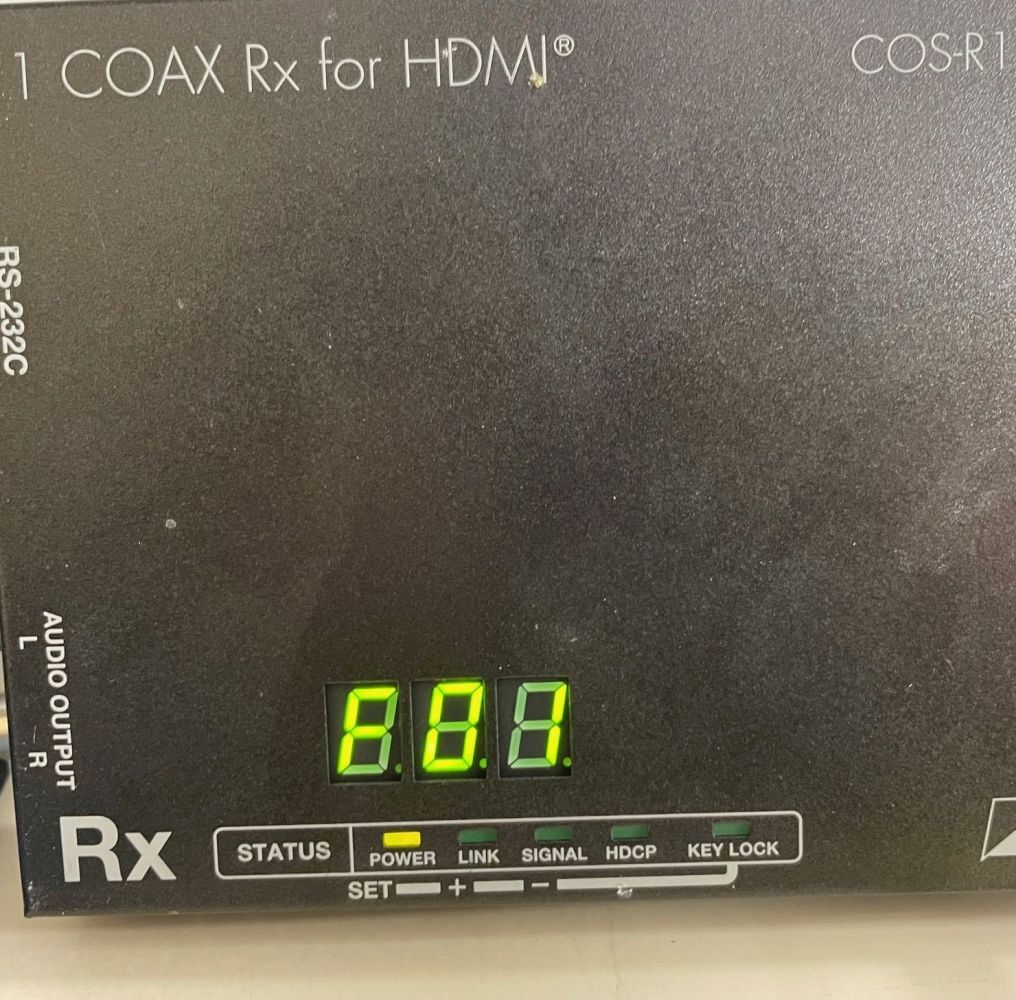 1 COAX Rx for HDMI®
COS-R1
RS-232C
AUDIO OUTPUT
L R
F01
Rx
STATUS POWER LINK SIGNAL HDCP KEY LOCK
SET + −